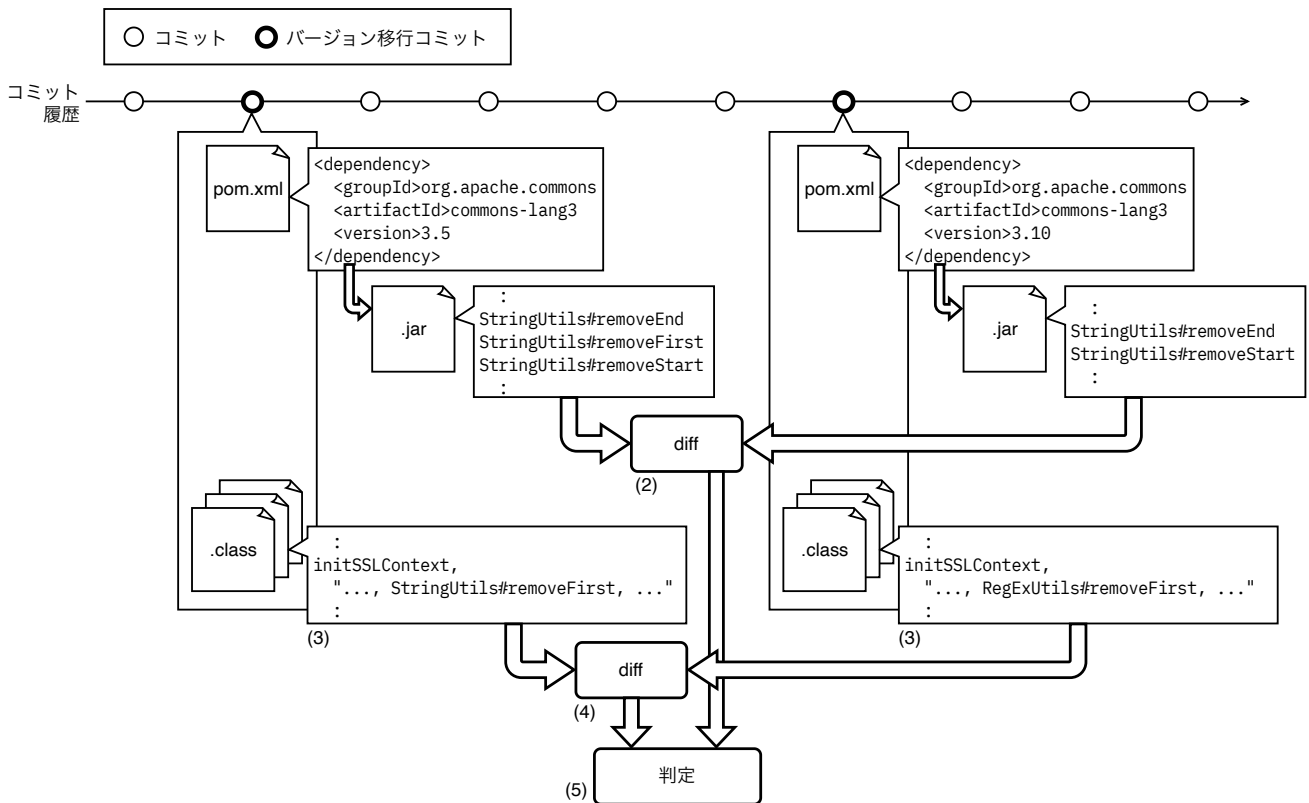 コミット バージョン移行コミット
コミット
履歴
pom.xml
<dependency>
<groupId>org.apache.commons
<artifactId>commons-lang3
<version>3.5
</dependency>
pom.xml
<dependency>
<groupId>org.apache.commons
<artifactId>commons-lang3
<version>3.10
</dependency>
.jar
:
StringUtils#removeEnd
StringUtils#removeFirst
StringUtils#removeStart
:
.jar
:
StringUtils#removeEnd
StringUtils#removeStart
:
diff
(2)
.class
:
initSSLContext,
"..., StringUtils#removeFirst, ..."
:
(3)
.class
:
initSSLContext,
"..., RegExUtils#removeFirst, ..."
:
(3)
diff
(4)
判定
(5)